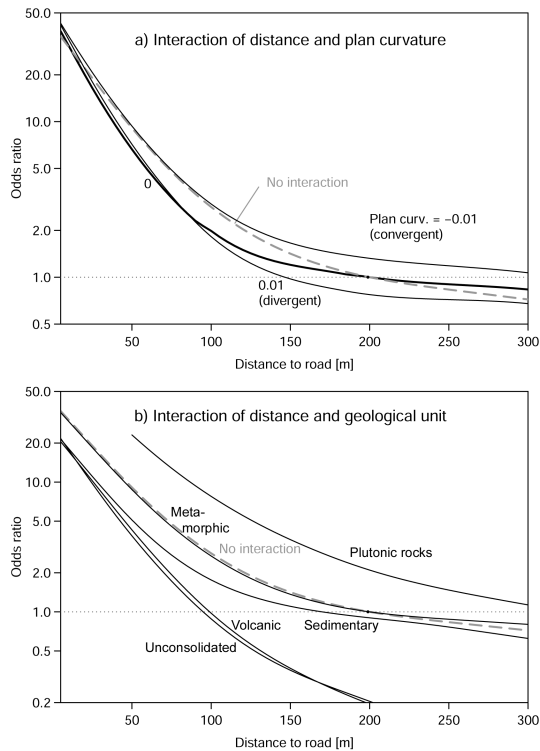 a) Interaction of distance and plan curvature
50.0
20.0
10.0
5.0
2.0
1.0
0.5
Odds ratio
0
No interaction
Plan curv. = −0.01
(convergent)
0.01
(divergent)
50
100
150
200
250
300
Distance to road [m]
b) Interaction of distance and geological unit
50.0
20.0
10.0
5.0
2.0
1.0
0.5
0.2
Odds ratio
Meta-
morphic
No interaction
Plutonic rocks
Volcanic
Sedimentary
Unconsolidated
50
100
150
200
250
300
Distance to road [m]